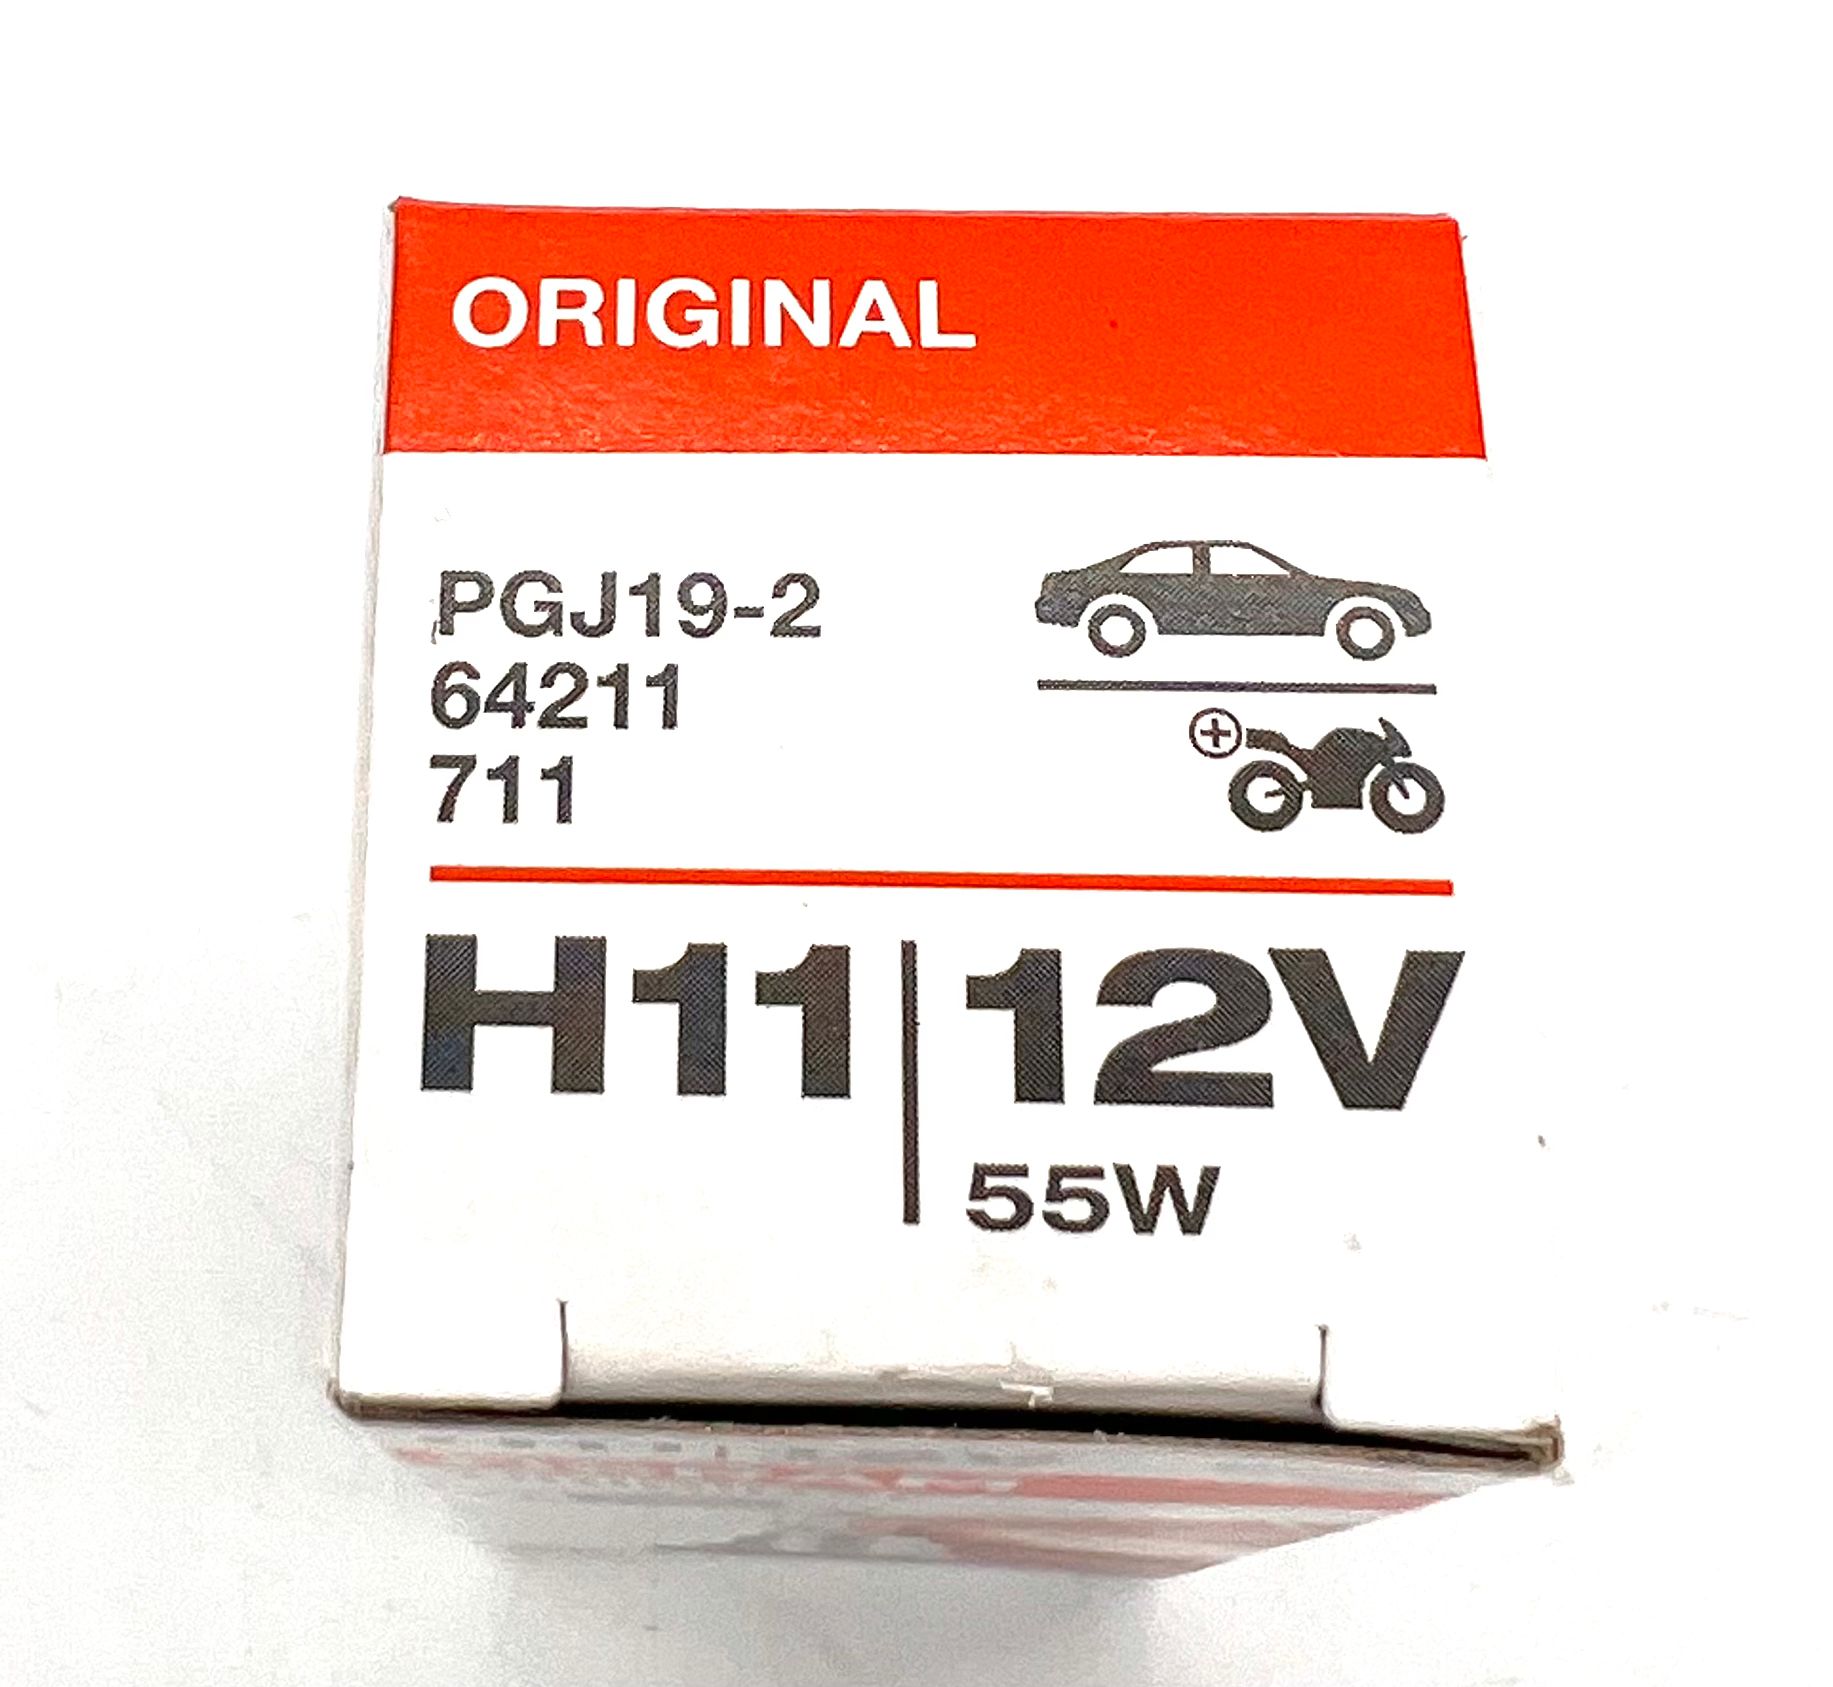 ORIGINAL
PGJ19-2
64211
711
H11 | 12V
55W